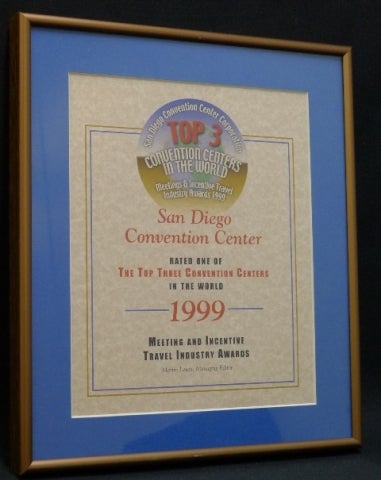 San Diego Convention Center Corporation
TOP 3
CONVENTION CENTERS
IN THE WORLD
Meetings & Incentive Travel
Industry Awards 1999
San Diego
Convention Center
RATED ONE OF
THE TOP THREE CONVENTION CENTERS
IN THE WORLD
1999
MEETING AND INCENTIVE
TRAVEL INDUSTRY AWARDS
Managing Editor